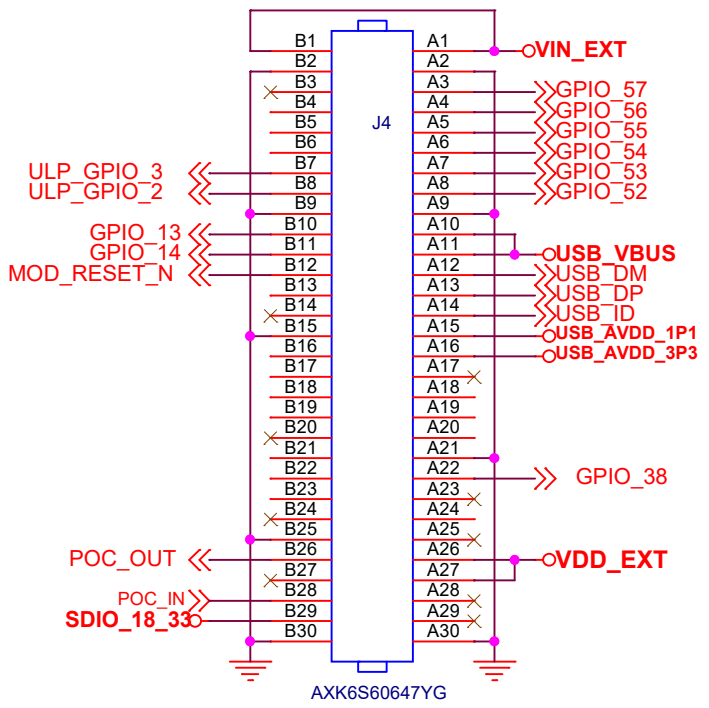 B1 A1 VIN_EXT
B2 A2
B3 A3 GPIO_57
B4 A4 GPIO_56
B5 J4 A5 GPIO_55
B6 A6 GPIO_54
ULP_GPIO_3 B7 A7 GPIO_53
ULP_GPIO_2 B8 A8 GPIO_52
B9 A9
GPIO_13 B10 A10
GPIO_14 B11 A11 USB_VBUS
MOD_RESET_N B12 A12 USB_DM
B13 A13 USB_DP
B14 A14 USB_ID
B15 A15 USB_AVDD_1P1
B16 A16 USB_AVDD_3P3
B17 A17
B18 A18
B19 A19
B20 A20
B21 A21
B22 A22 GPIO_38
B23 A23
B24 A24
B25 A25
POC_OUT B26 A26 VDD_EXT
B27 A27
POC_IN B28 A28
SDIO_18_33 B29 A29
B30 A30
AXK6S60647YG